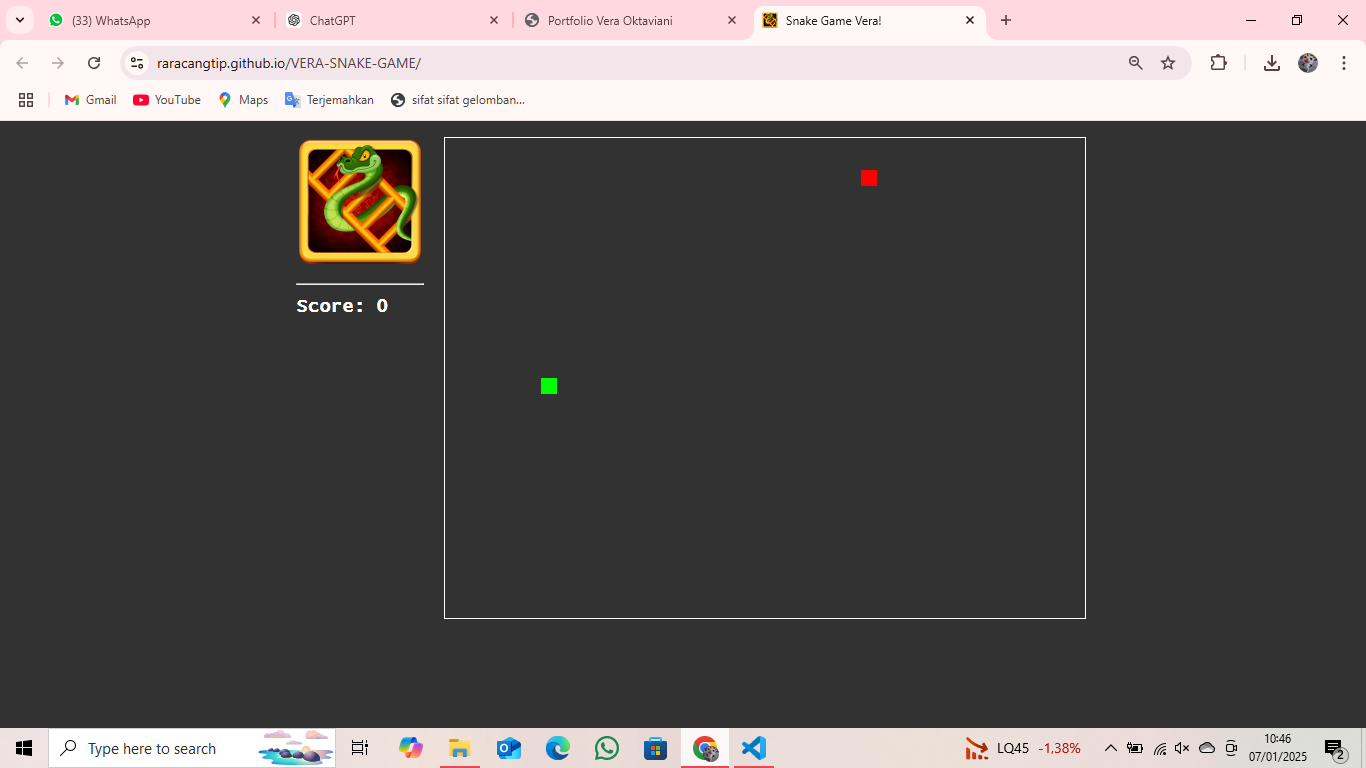 (33) WhatsApp
ChatGPT
Portfolio Vera Oktaviani
Snake Game Vera!
raracangtip.github.io/VERA-SNAKE-GAME/
Gmail
YouTube
Maps
Terjemahkan
sifat sifat gelomban...
Score: 0
Type here to search
LQ45 -1,38%
10:46
07/01/2025
2